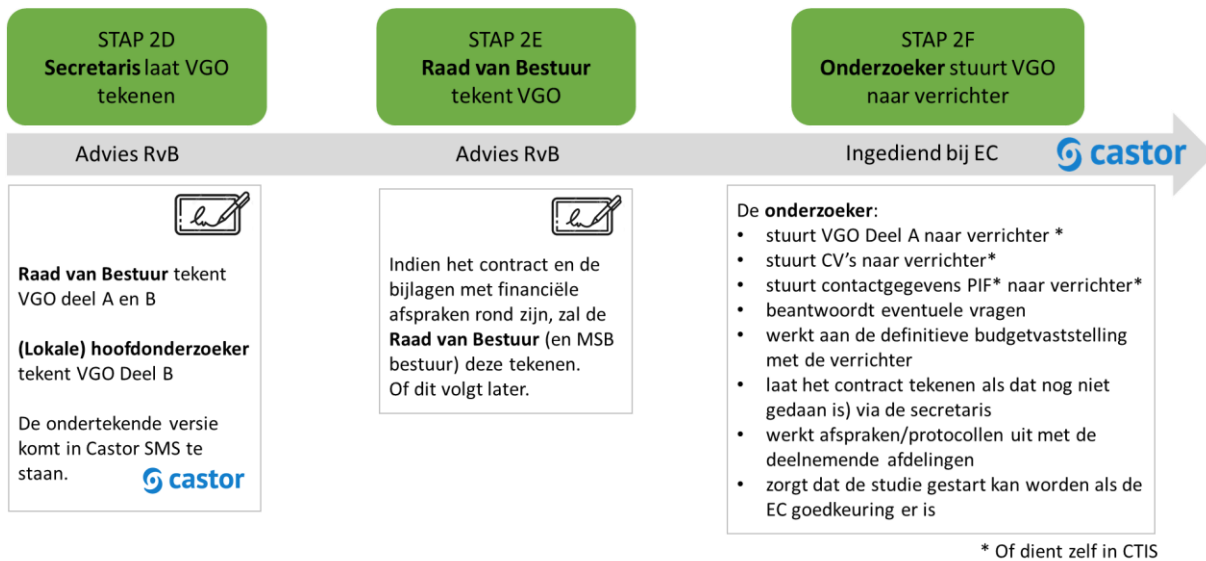 STAP 2D
Secretaris laat VGO
tekenen
STAP 2E
Raad van Bestuur
tekent VGO
STAP 2F
Onderzoeker stuurt VGO
naar verrichter
Advies RvB
Advies RvB
Ingediend bij EC
castor
Raad van Bestuur tekent
VGO deel A en B
(Lokale) hoofdonderzoeker
tekent VGO Deel B
De ondertekende versie
komt in Castor SMS te
staan.
castor
Indien het contract en de
bijlagen met financiële
afspraken rond zijn, zal de
Raad van Bestuur (en MSB
bestuur) deze tekenen.
Of dit volgt later.
De onderzoeker:
• stuurt VGO Deel A naar verrichter *
• stuurt CV's naar verrichter*
• stuurt contactgegevens PIF* naar verrichter*
• beantwoordt eventuele vragen
• werkt aan de definitieve budgetvaststelling
met de verrichter
• laat het contract tekenen als dat nog niet
gedaan is) via de secretaris
• werkt afspraken/protocollen uit met de
deelnemende afdelingen
• zorgt dat de studie gestart kan worden als de
EC goedkeuring er is
* Of dient zelf in CTIS